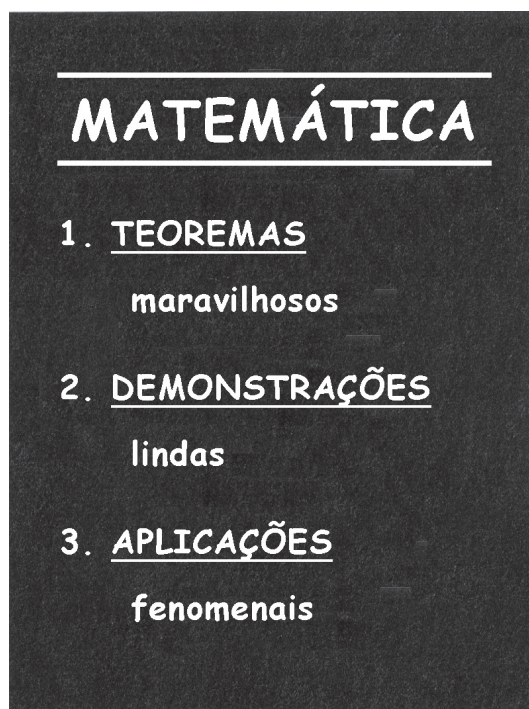 MATEMÁTICA
1. TEOREMAS
maravilhosos
2. DEMONSTRAÇÕES
lindas
3. APLICAÇÕES
fenomenais